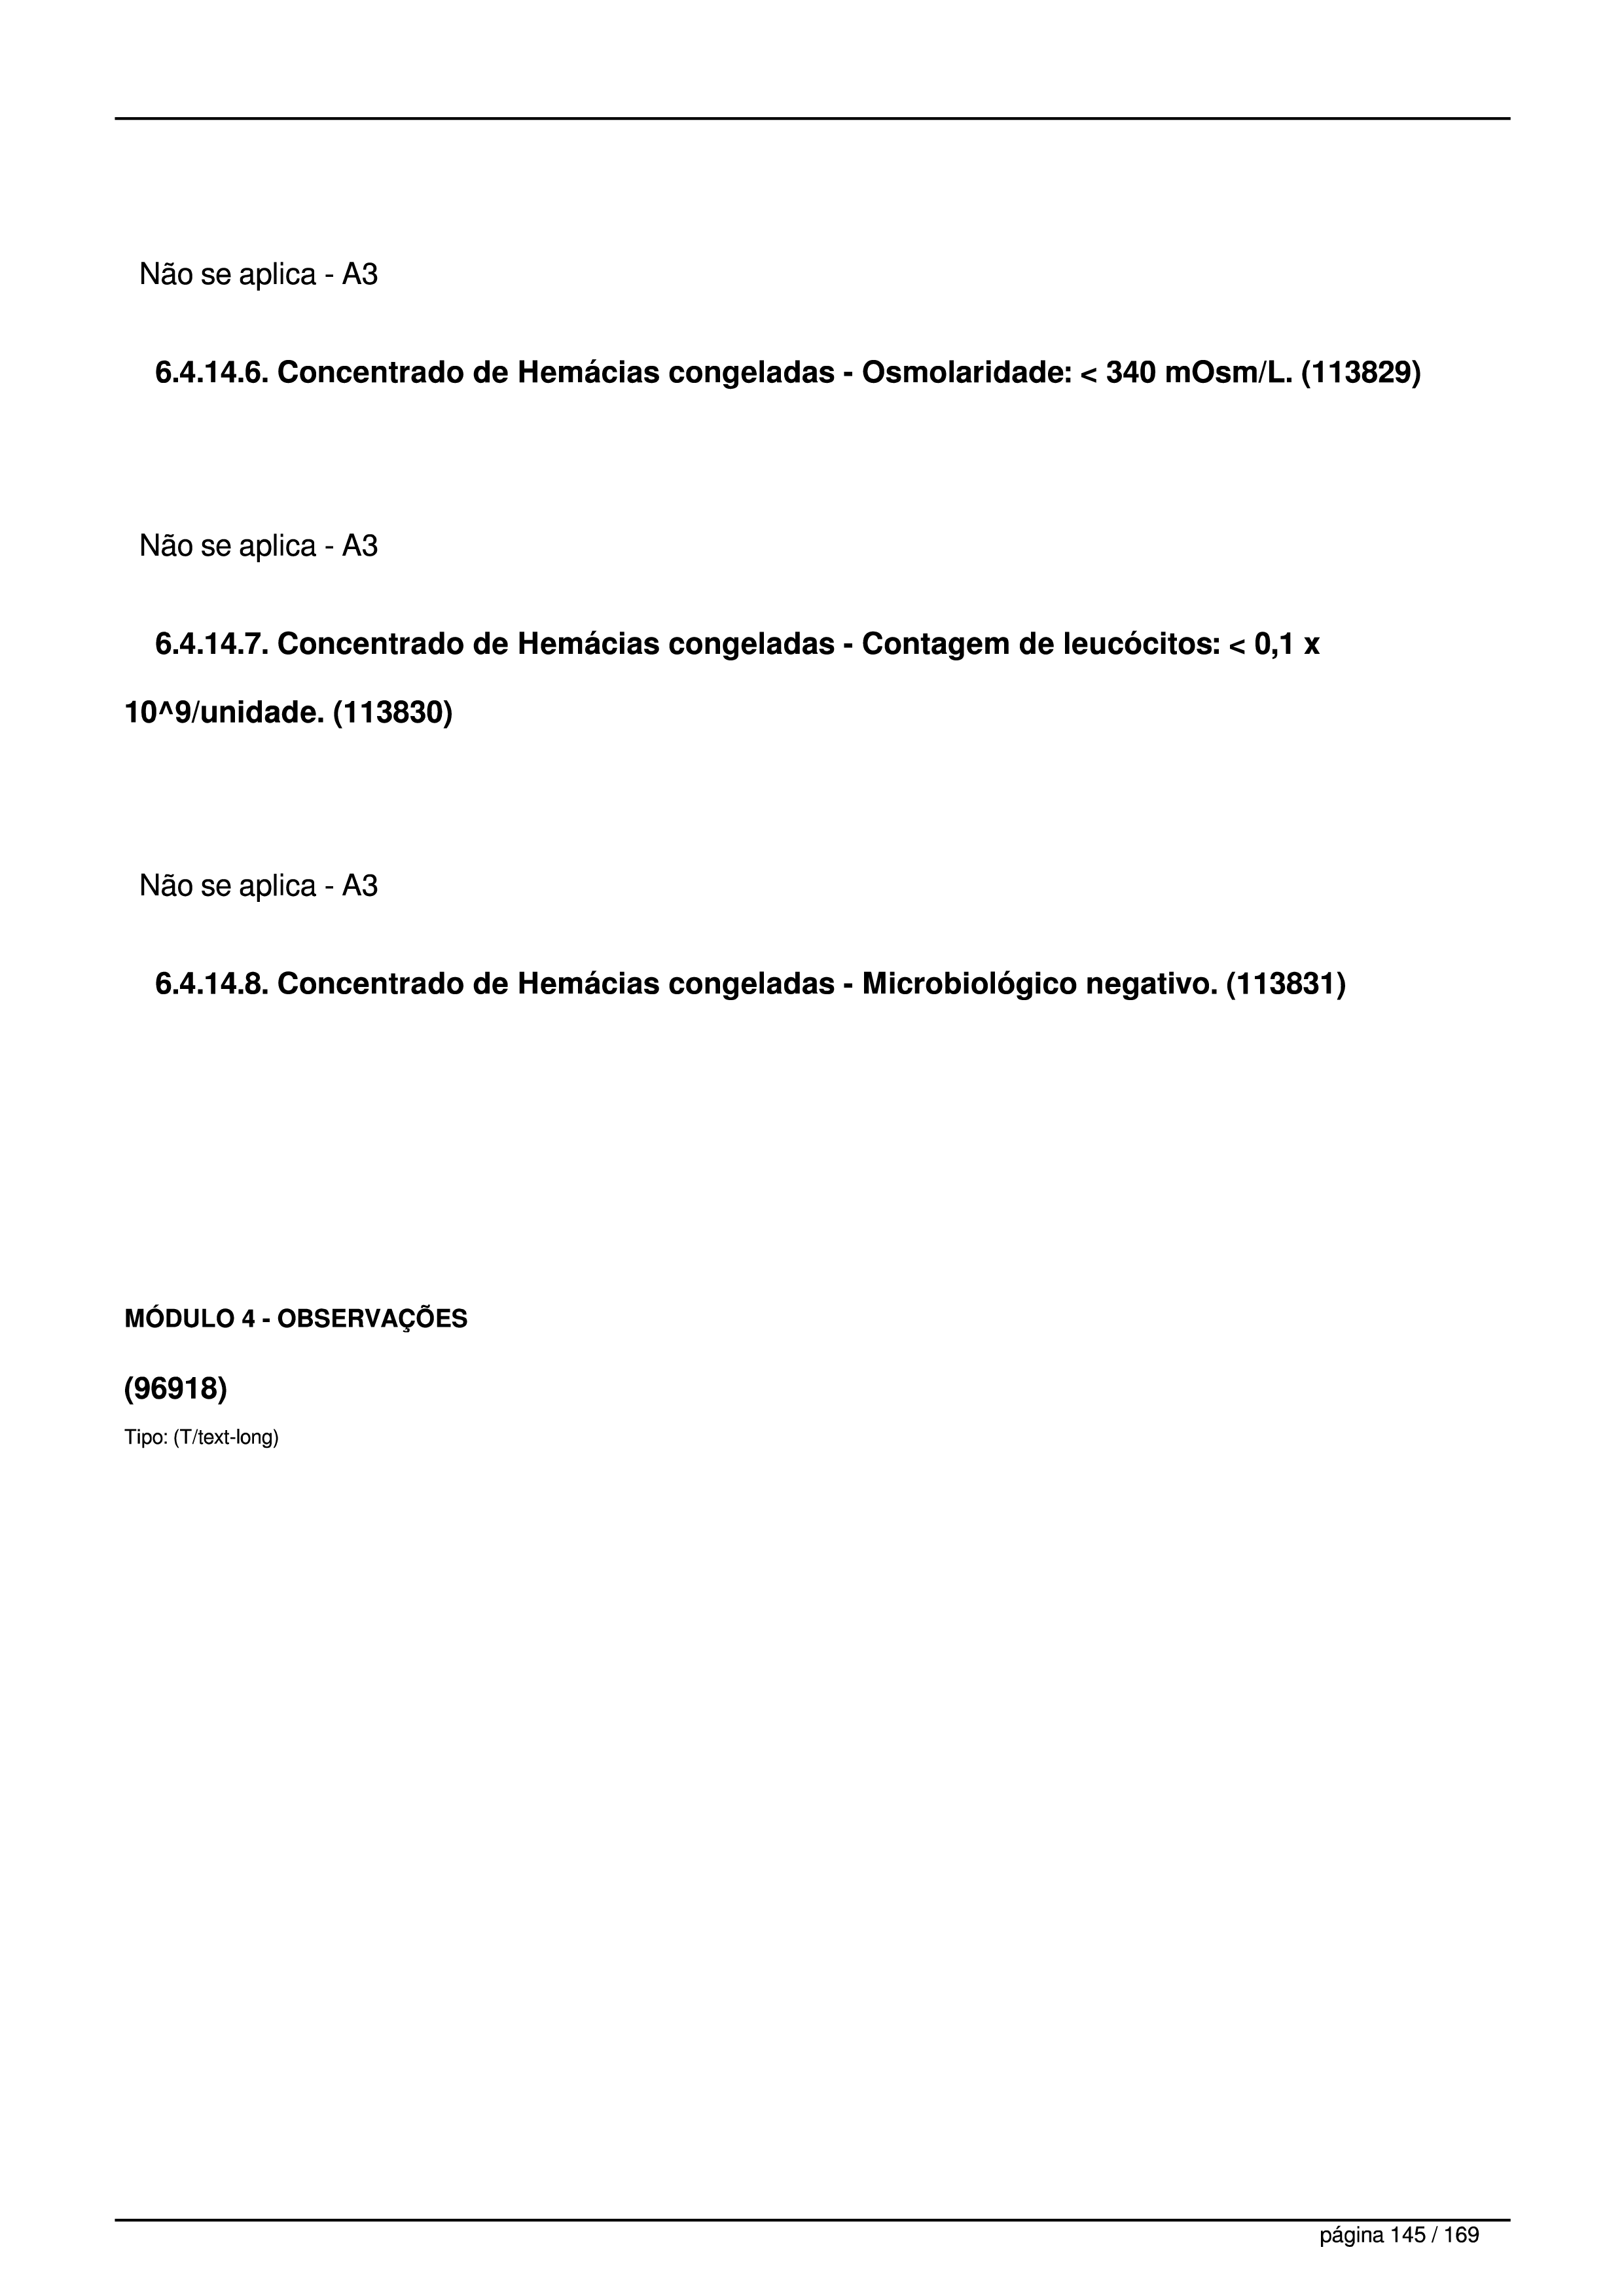 Não se aplica - A3
6.4.14.6. Concentrado de Hemácias congeladas - Osmolaridade: < 340 mOsm/L. (113829)
Não se aplica - A3
6.4.14.7. Concentrado de Hemácias congeladas - Contagem de leucócitos: < 0,1 x
10^9/unidade. (113830)
Não se aplica - A3
6.4.14.8. Concentrado de Hemácias congeladas - Microbiológico negativo. (113831)
MÓDULO 4 - OBSERVAÇÕES
(96918)
Tipo: (T/text-long)
página 145 / 169